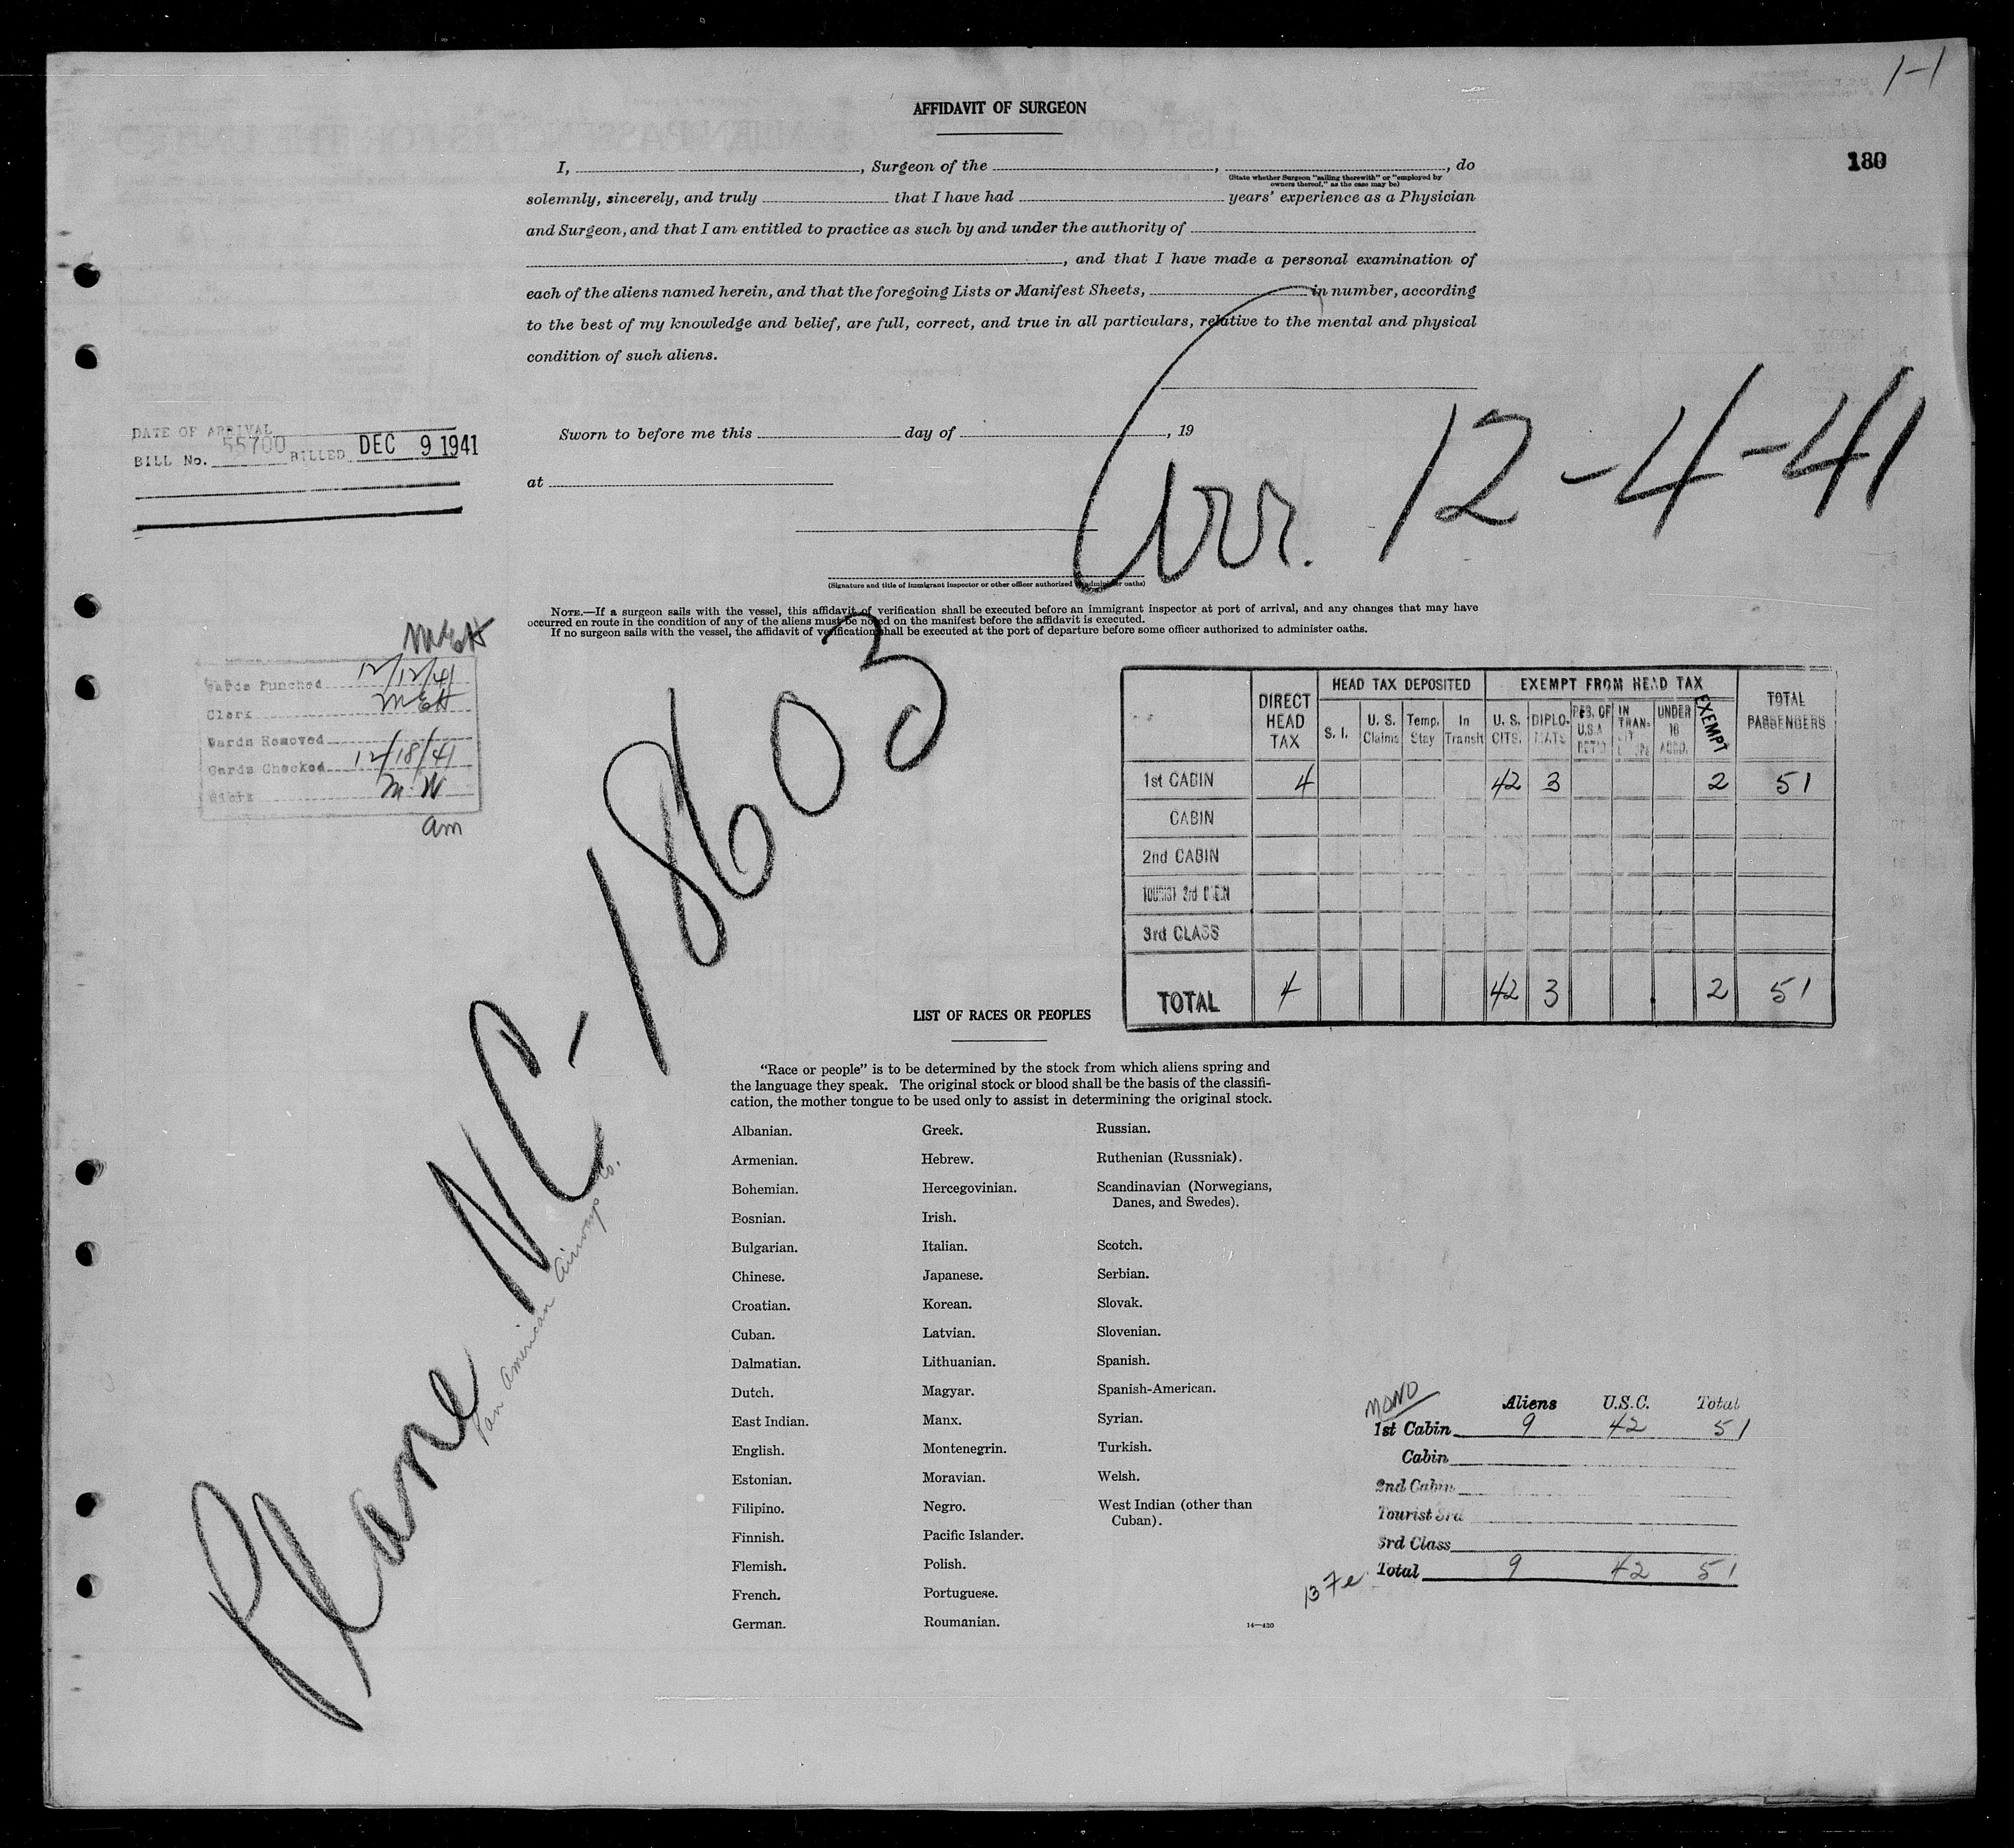 1-1
180
AFFIDAVIT OF SURGEON
I, , Surgeon of the , , do
(State whether Surgeon "sailing therewith" or "employed by
owners thereof," as the case may be)
solemnly, sincerely, and truly that I have had years' experience as a Physician
and Surgeon, and that I am entitled to practice as such by and under the authority of
, and that I have made a personal examination of
each of the aliens named herein, and that the foregoing Lists or Manifest Sheets, in number, according
to the best of my knowledge and belief, are full, correct, and true in all particulars, relative to the mental and physical
condition of such aliens.
Sworn to before me this day of , 19
at
(Signature and title of immigrant inspector or other officer authorized to administer oaths)
Arr. 12-4-41
DATE OF ARRIVAL
BILL No. 55700 BILLED DEC 9 1941
NOTE.—If a surgeon sails with the vessel, this affidavit of verification shall be executed before an immigrant inspector at port of arrival, and any changes that may have
occurred en route in the condition of any of the aliens must be noted on the manifest before the affidavit is executed.
If no surgeon sails with the vessel, the affidavit of verification shall be executed at the port of departure before some officer authorized to administer oaths.
MEH
Cards Punched 12/12/41
Clerk MEH
Cards Removed
Cards Checked 12/18/41
Clerk M.W
am
Plane NC-18603
Pan American Airways Co.
DIRECT HEAD TAX
HEAD TAX DEPOSITED
EXEMPT FROM HEAD TAX
TOTAL PASSENGERS
S. I. U. S. Claims Temp. Stay In Transit U. S. CITS. DIPLO-MATS RES. OF U.S.A IN TRAN-SIT UNDER 16 EXEMPT
1st CABIN 4 42 3 2 51
CABIN
2nd CABIN
TOURIST 3rd
3rd CLASS
TOTAL 4 42 3 2 51
LIST OF RACES OR PEOPLES
"Race or people" is to be determined by the stock from which aliens spring and
the language they speak. The original stock or blood shall be the basis of the classifi-
cation, the mother tongue to be used only to assist in determining the original stock.
Albanian.
Armenian.
Bohemian.
Bosnian.
Bulgarian.
Chinese.
Croatian.
Cuban.
Dalmatian.
Dutch.
East Indian.
English.
Estonian.
Filipino.
Finnish.
Flemish.
French.
German.
Greek.
Hebrew.
Hercegovinian.
Irish.
Italian.
Japanese.
Korean.
Latvian.
Lithuanian.
Magyar.
Manx.
Montenegrin.
Moravian.
Negro.
Pacific Islander.
Polish.
Portuguese.
Roumanian.
Russian.
Ruthenian (Russniak).
Scandinavian (Norwegians,
Danes, and Swedes).
Scotch.
Serbian.
Slovak.
Slovenian.
Spanish.
Spanish-American.
Syrian.
Turkish.
Welsh.
West Indian (other than
Cuban).
14—420
MONO
Aliens U.S.C. Total
1st Cabin 9 42 51
Cabin
2nd Cabin
Tourist 3rd
3rd Class
Total 9 42 51